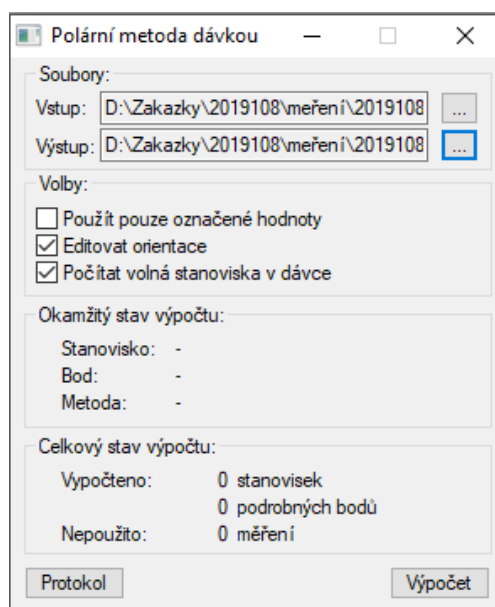 Polární metoda dávkou
Soubory:
Vstup: D:\Zakazky\2019108\měření\2019108 ...
Výstup: D:\Zakazky\2019108\měření\2019108 ...
Volby:
Použít pouze označené hodnoty
Editovat orientace
Počítat volná stanoviska v dávce
Okamžitý stav výpočtu:
Stanovisko: -
Bod: -
Metoda: -
Celkový stav výpočtu:
Vypočteno: 0 stanovisek
0 podrobných bodů
Nepoužito: 0 měření
Protokol Výpočet